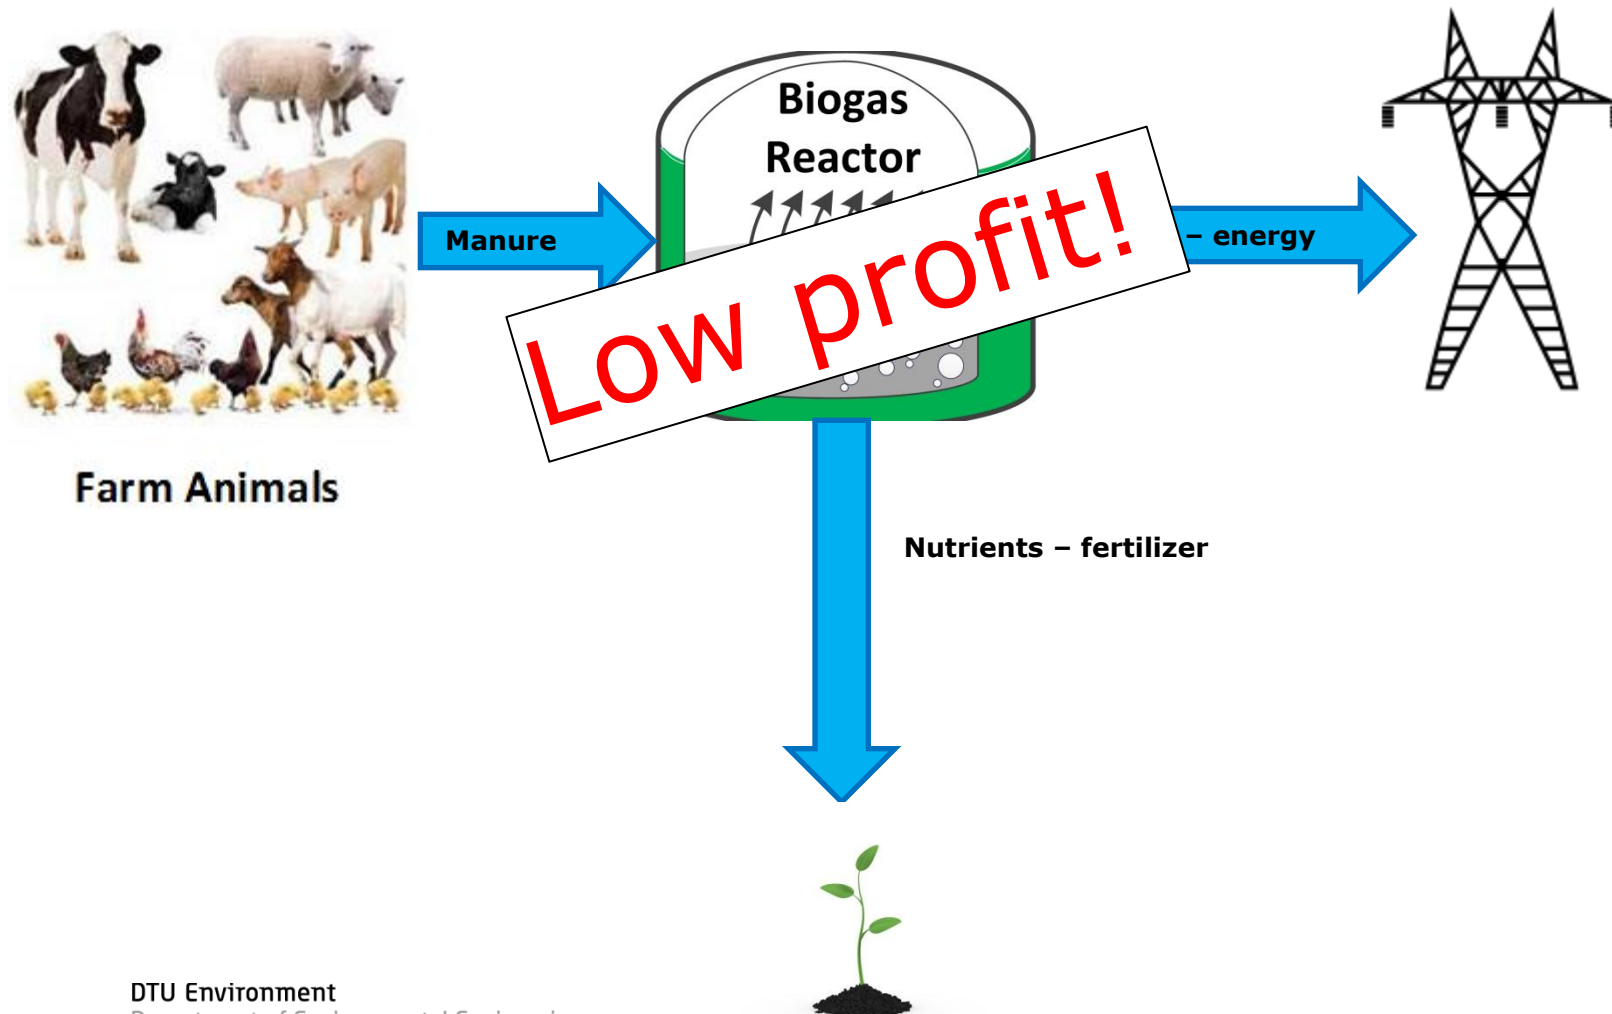 Biogas
Reactor
Manure
Low profit!
– energy
Farm Animals
Nutrients – fertilizer
DTU Environment